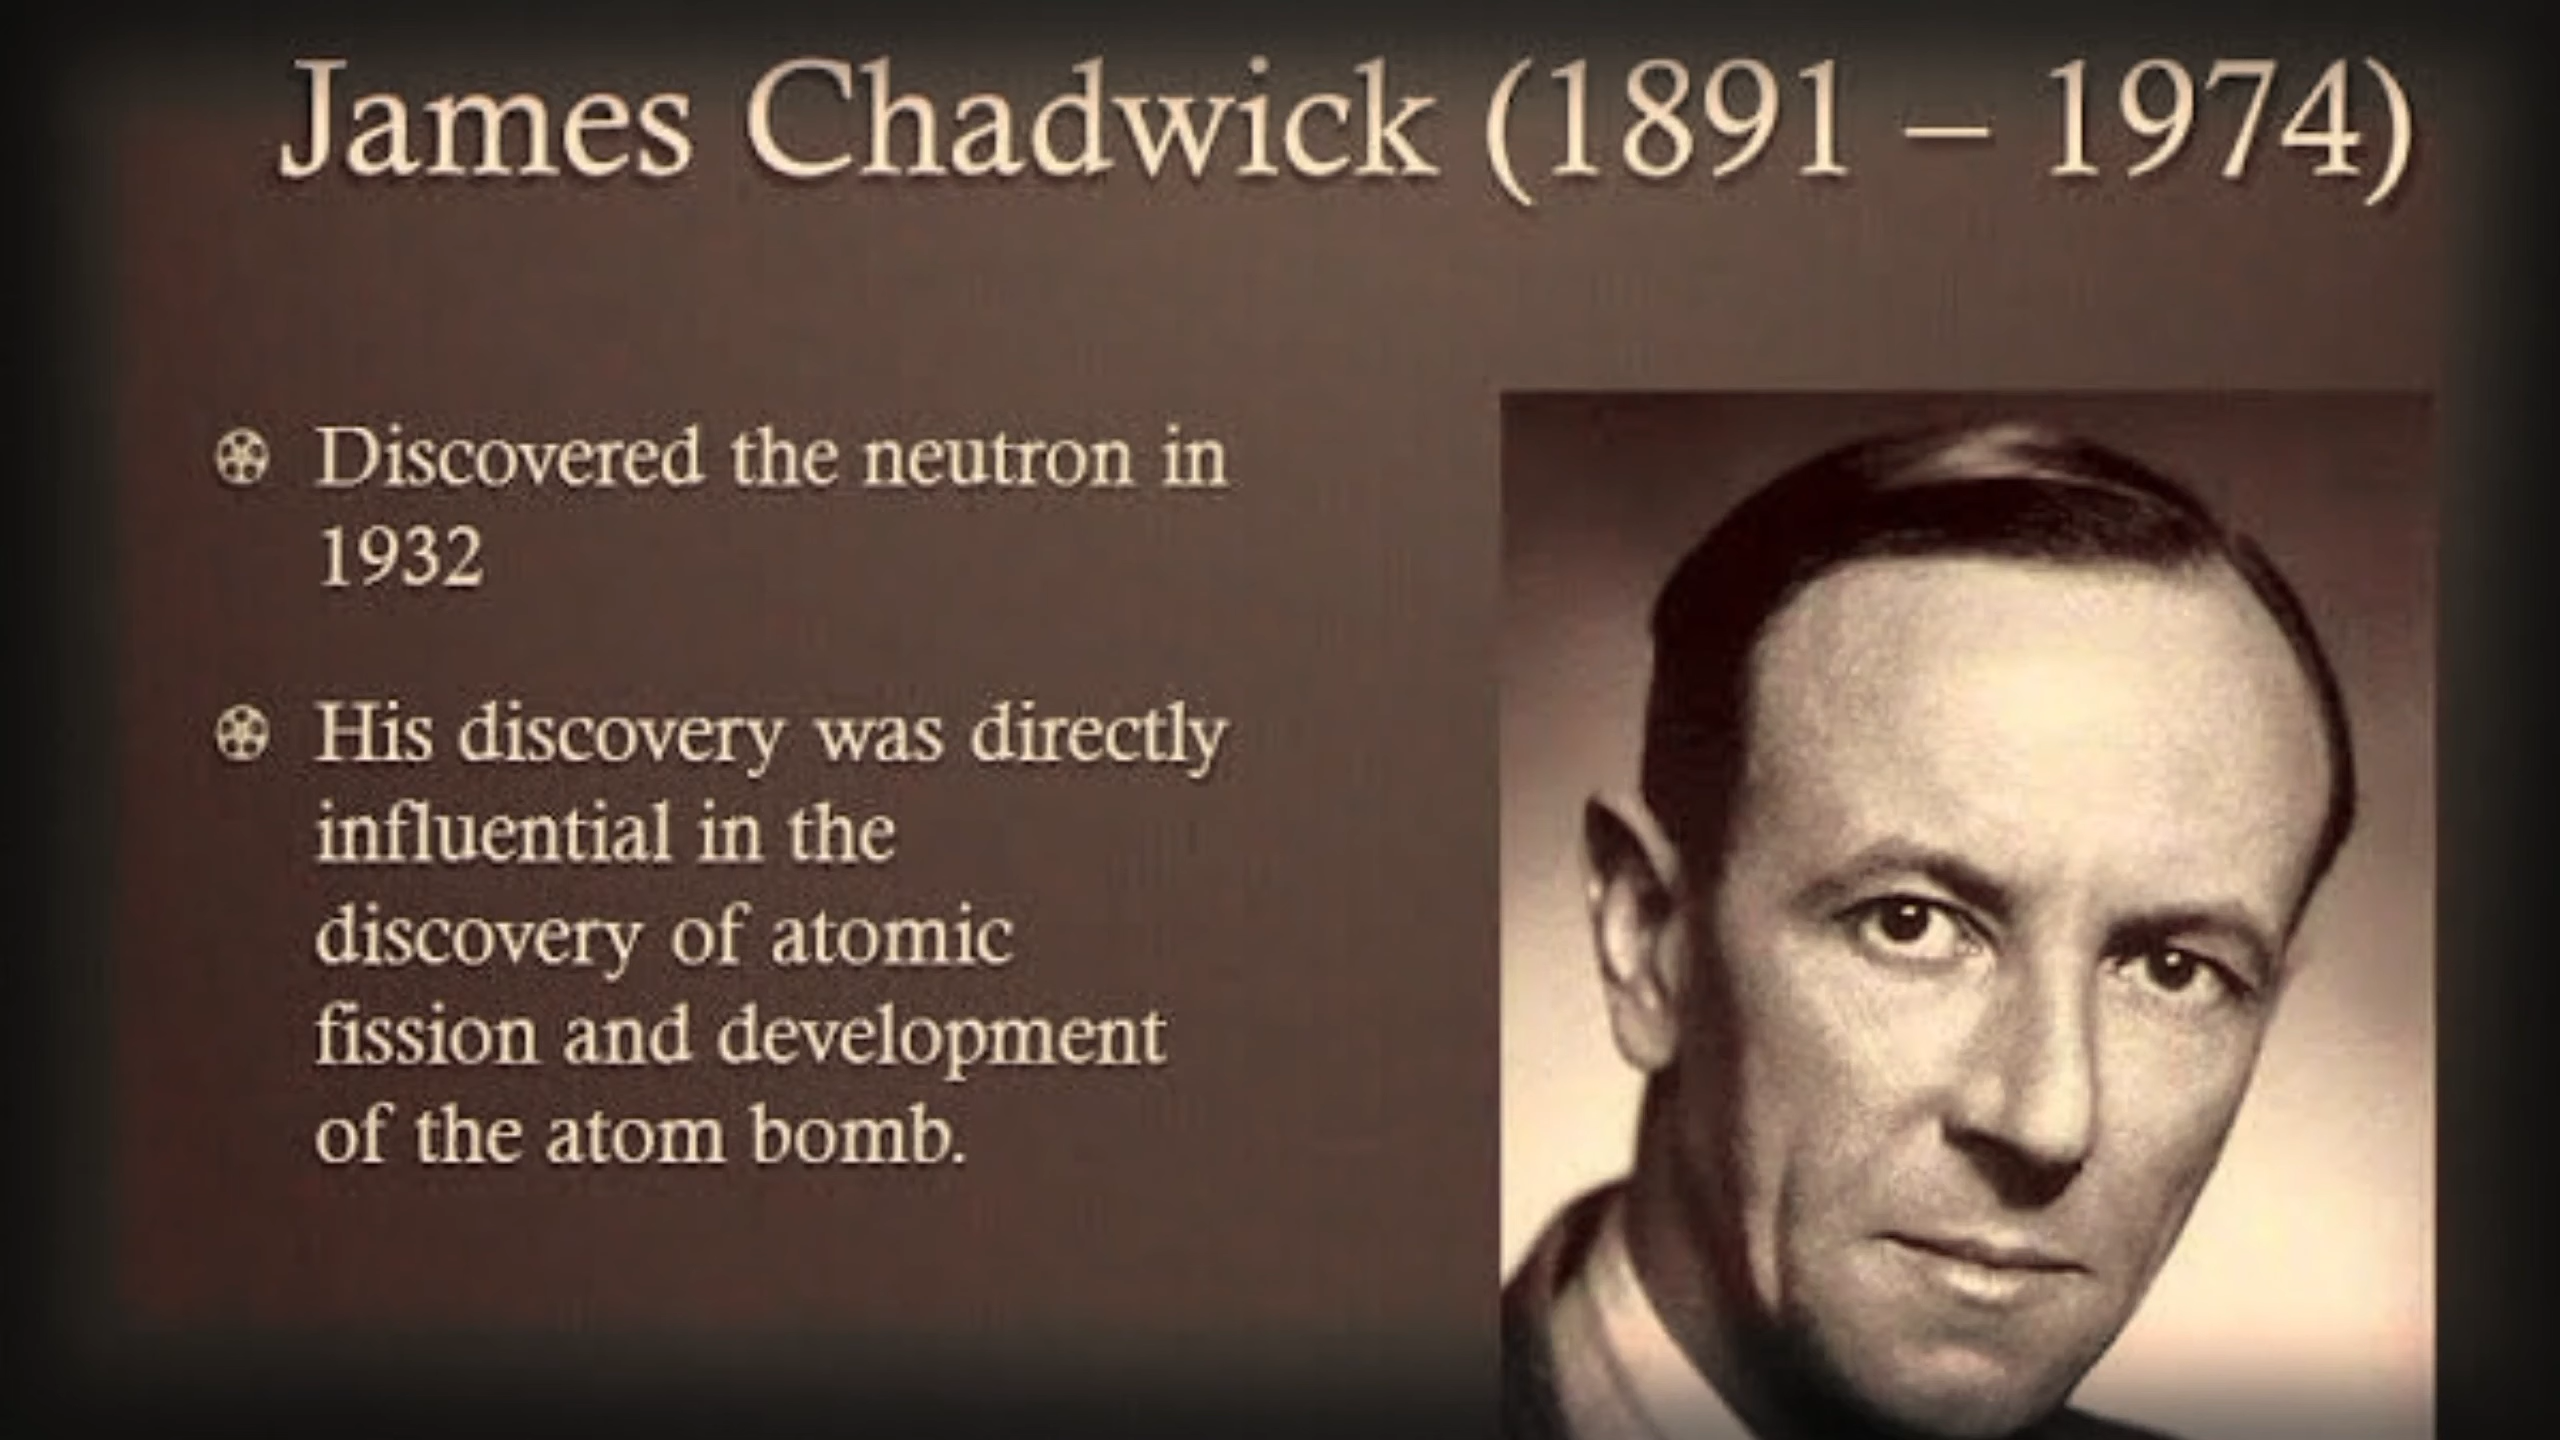 James Chadwick (1891 – 1974)
Discovered the neutron in
1932
His discovery was directly
influential in the
discovery of atomic
fission and development
of the atom bomb.